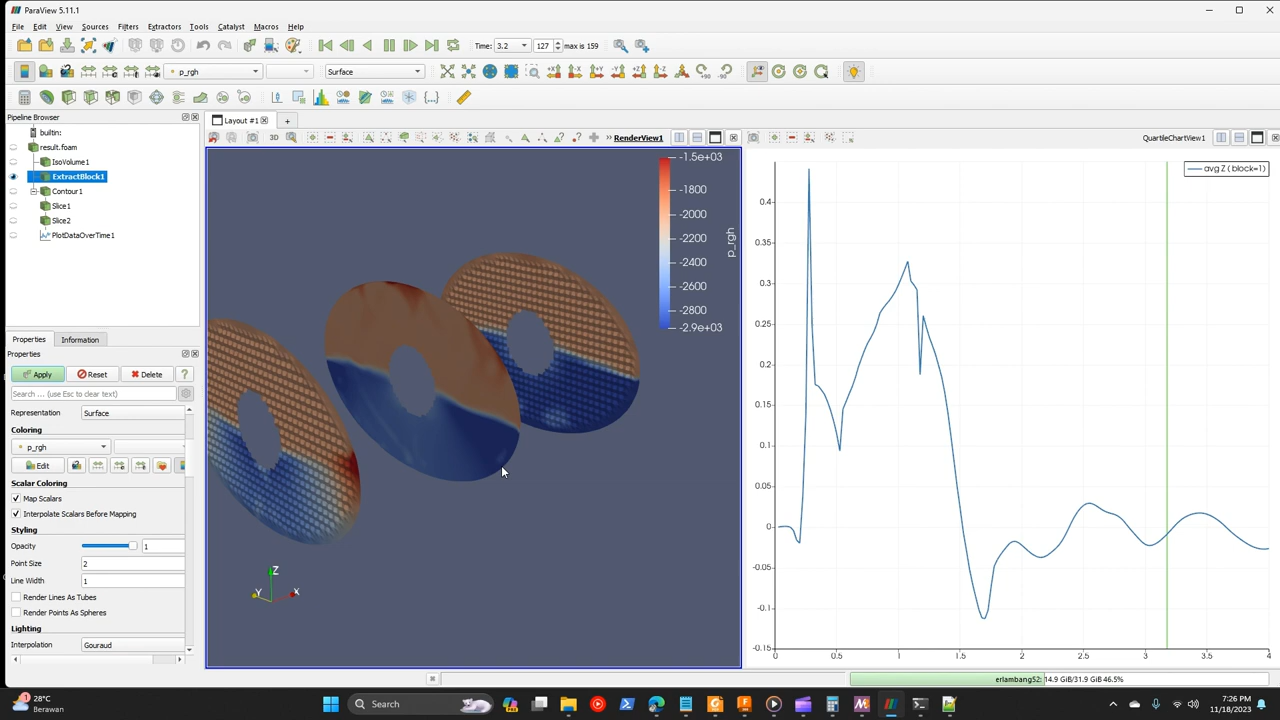 ParaView 5.11.1
File Edit View Sources Filters Extractors Tools Catalyst Macros Help
Time: 3.2 127 max is 159
p_rgh Surface
+X -X +Y -Y +Z -Z
Pipeline Browser
builtin:
result.foam
IsoVolume1
ExtractBlock1
Contour1
Slice1
Slice2
PlotDataOverTime1
Layout #1
+
3D
RenderView1
QuartileChartView1
-1.5e+03
-1800
-2000
-2200
-2400
-2600
-2800
-2.9e+03
p_rgh
Z
Y
X
avg Z ( block=1)
0.4
0.35
0.3
0.25
0.2
0.15
0.1
0.05
0
-0.05
-0.1
-0.15
0 0.5 1 1.5 2 2.5 3 3.5 4
Properties Information
Properties
Apply Reset Delete ?
Search ... (use Esc to clear text)
Representation Surface
Coloring
p_rgh
Edit
Scalar Coloring
Map Scalars
Interpolate Scalars Before Mapping
Styling
Opacity 1
Point Size 2
Line Width 1
Render Lines As Tubes
Render Points As Spheres
Lighting
Interpolation Gouraud
erlambang52: 14.9 GiB/31.9 GiB 46.5%
28°C
Berawan
Search
7:26 PM
11/18/2023